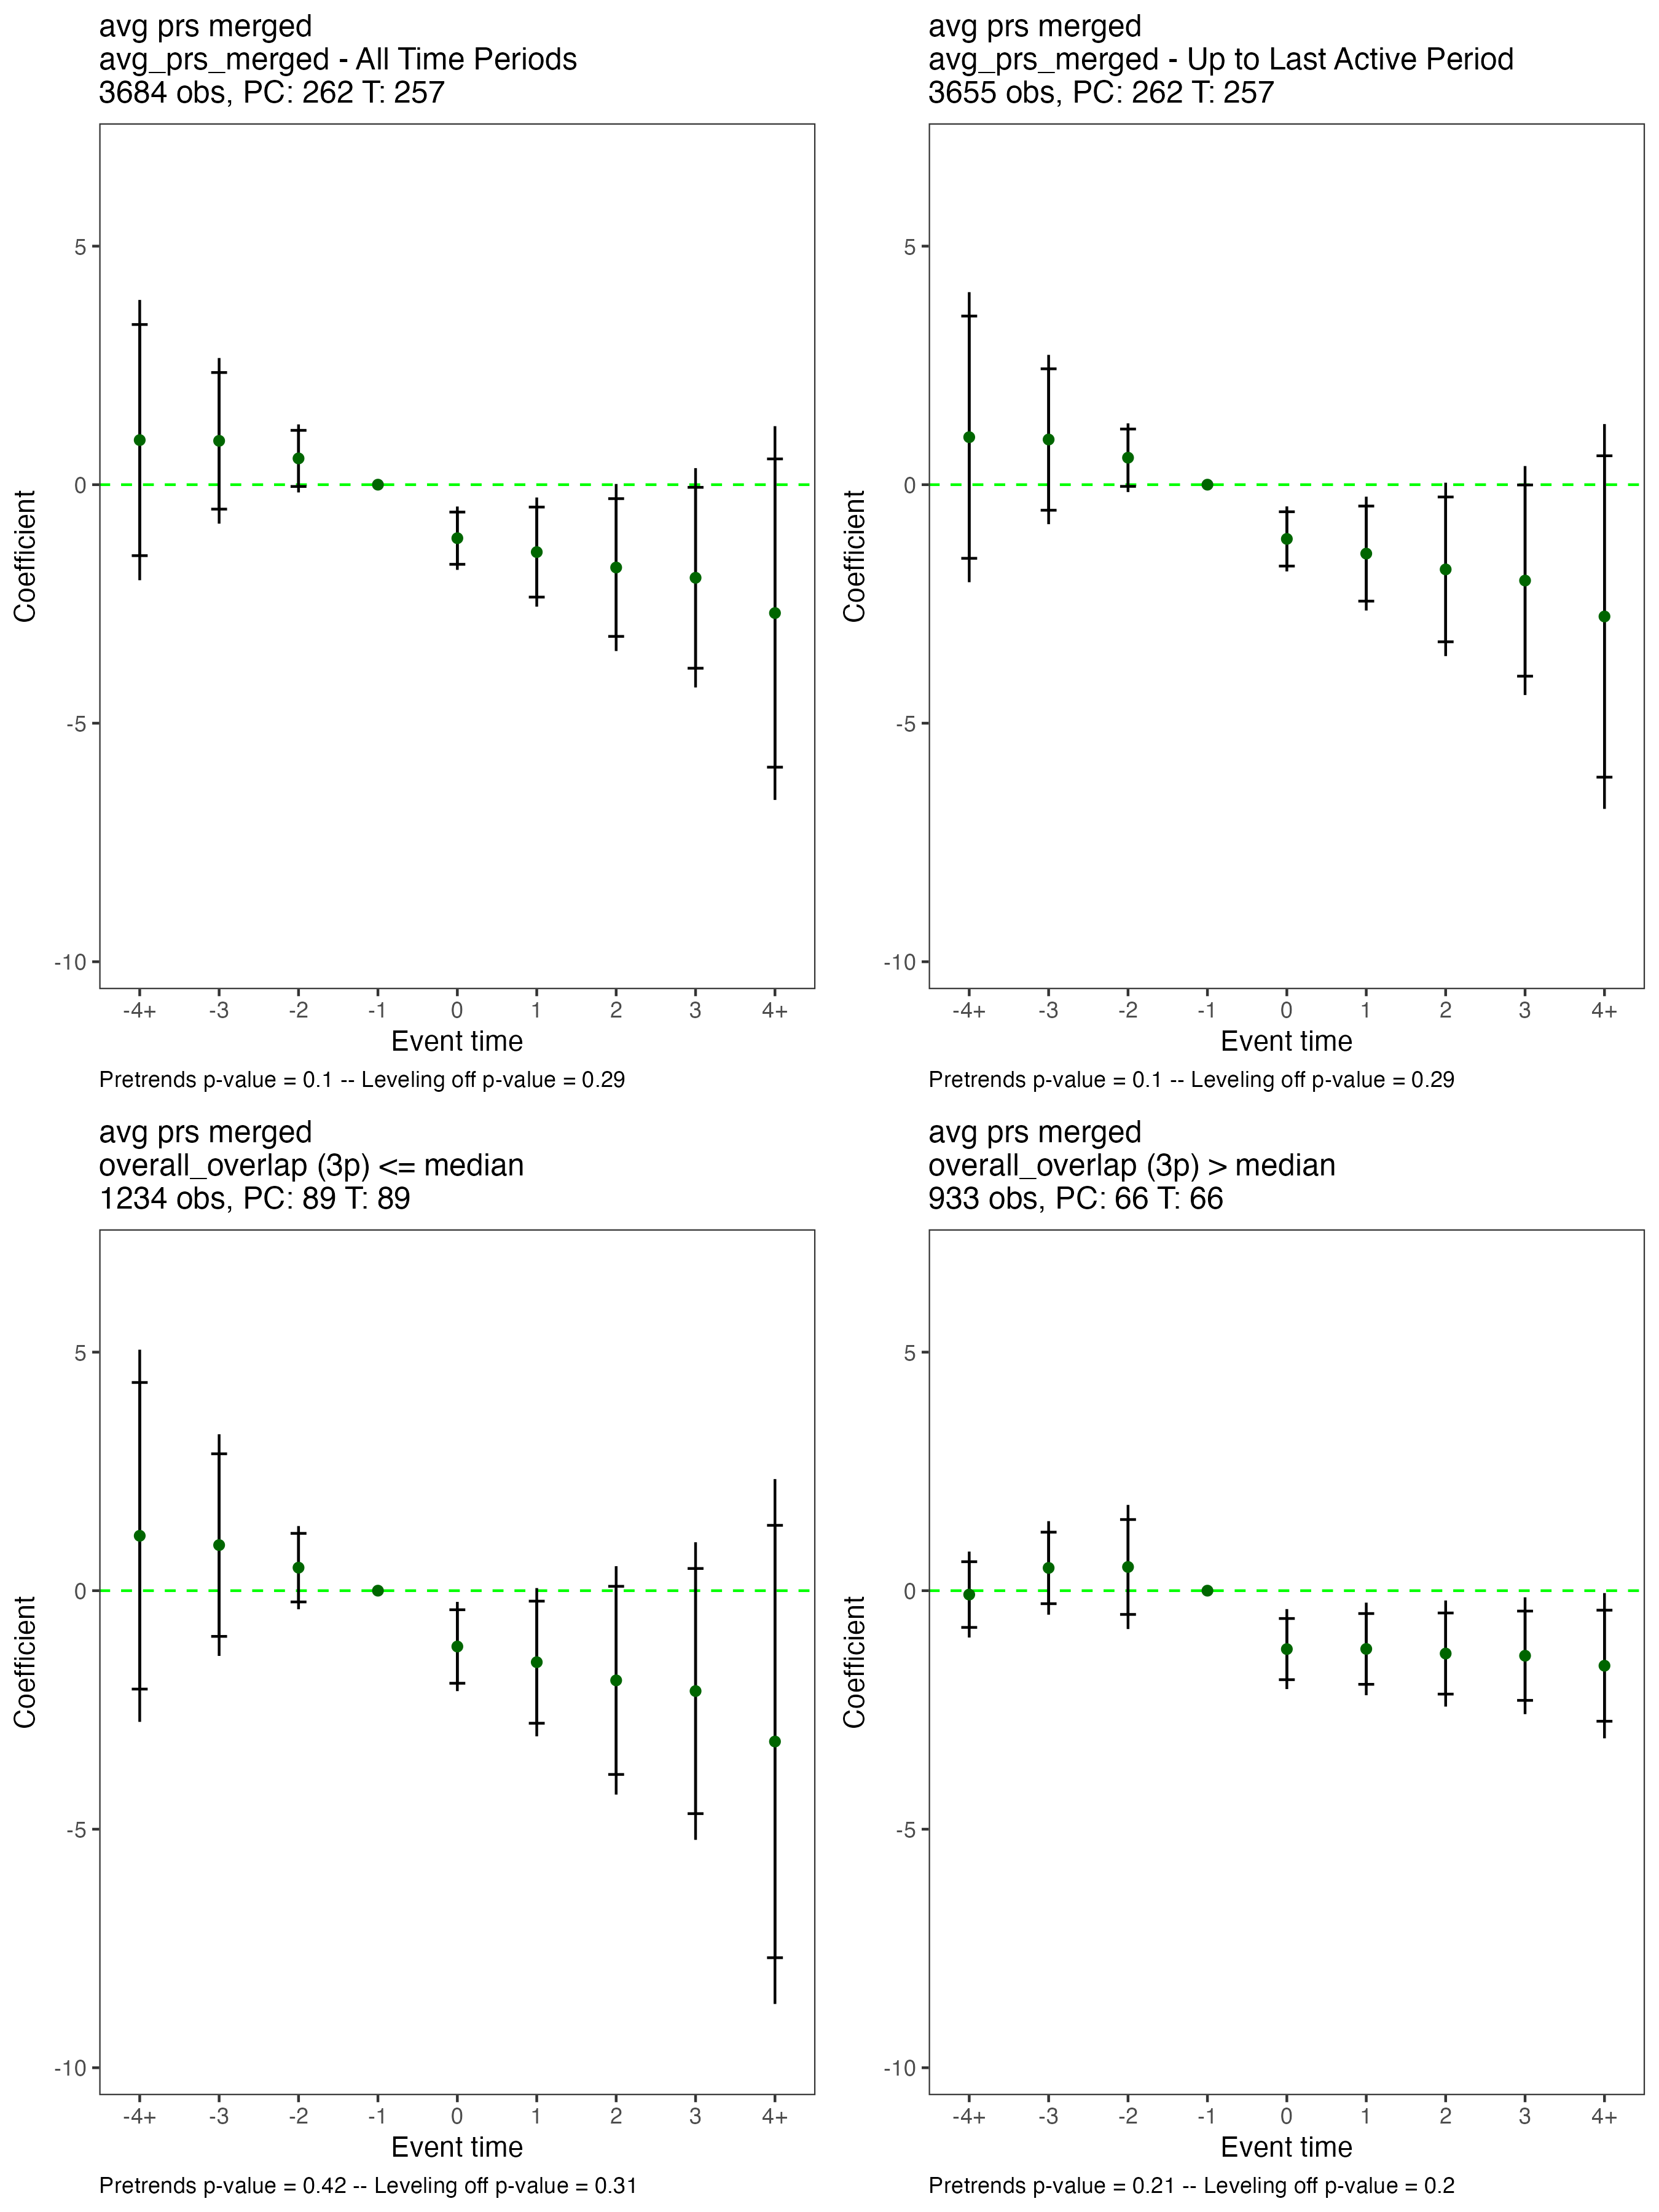 avg prs merged
avg_prs_merged - All Time Periods
3684 obs, PC: 262 T: 257
Coefficient
5
0
-5
-10
-4+ -3 -2 -1 0 1 2 3 4+
Event time
Pretrends p-value = 0.1 -- Leveling off p-value = 0.29
avg prs merged
avg_prs_merged - Up to Last Active Period
3655 obs, PC: 262 T: 257
Coefficient
5
0
-5
-10
-4+ -3 -2 -1 0 1 2 3 4+
Event time
Pretrends p-value = 0.1 -- Leveling off p-value = 0.29
avg prs merged
overall_overlap (3p) <= median
1234 obs, PC: 89 T: 89
Coefficient
5
0
-5
-10
-4+ -3 -2 -1 0 1 2 3 4+
Event time
Pretrends p-value = 0.42 -- Leveling off p-value = 0.31
avg prs merged
overall_overlap (3p) > median
933 obs, PC: 66 T: 66
Coefficient
5
0
-5
-10
-4+ -3 -2 -1 0 1 2 3 4+
Event time
Pretrends p-value = 0.21 -- Leveling off p-value = 0.2